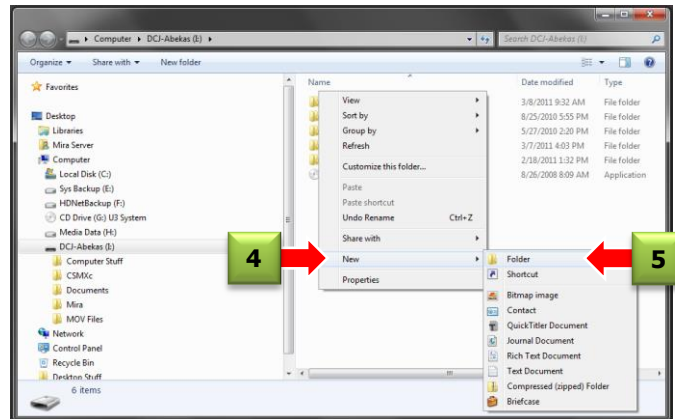 Computer ▸ DCJ-Abekas (I:) ▸
Search DCJ-Abekas (I:)
Organize Share with New folder
Favorites
Desktop
Libraries
Mira Server
Computer
Local Disk (C:)
Sys Backup (E:)
HDNetBackup (F:)
CD Drive (G:) U3 System
Media Data (H:)
DCJ-Abekas (I:)
Computer Stuff
CSMXc
Documents
Mira
MOV Files
Network
Control Panel
Recycle Bin
Desktop Stuff
Name Date modified Type
3/8/2011 9:32 AM File folder
8/25/2010 5:55 PM File folder
5/27/2010 2:20 PM File folder
3/7/2011 4:03 PM File folder
2/18/2011 1:32 PM File folder
8/26/2008 8:09 AM Application
View
Sort by
Group by
Refresh
Customize this folder...
Paste
Paste shortcut
Undo Rename Ctrl+Z
Share with
New
Properties
4
Folder
Shortcut
Bitmap image
Contact
QuickTitler Document
Journal Document
Rich Text Document
Text Document
Compressed (zipped) Folder
Briefcase
5
6 items